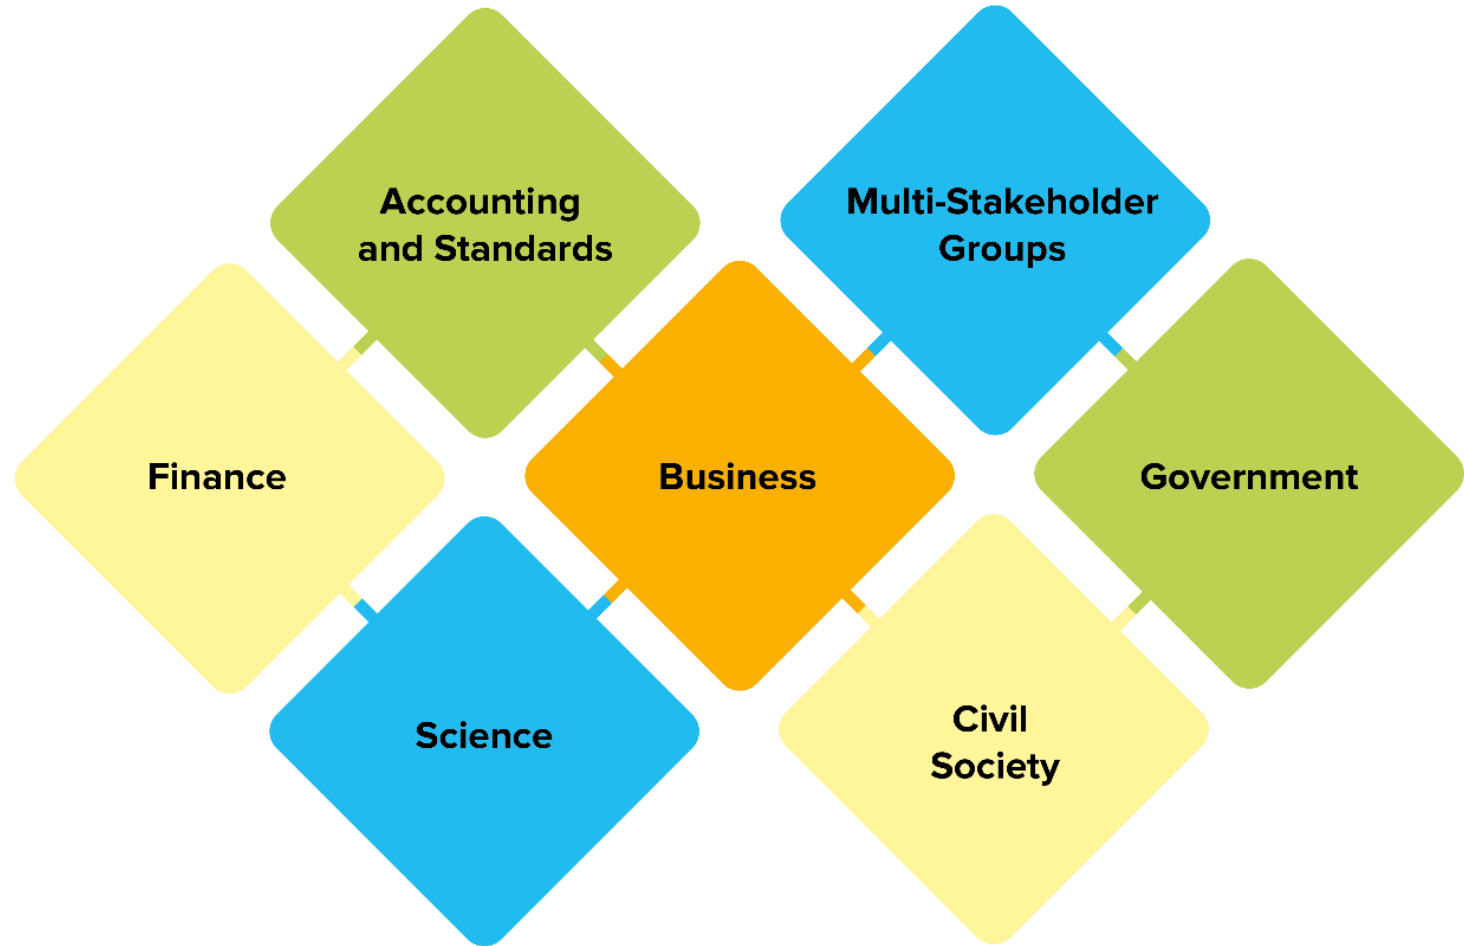 Accounting
and Standards
Multi-Stakeholder
Groups
Finance
Business
Government
Science
Civil
Society